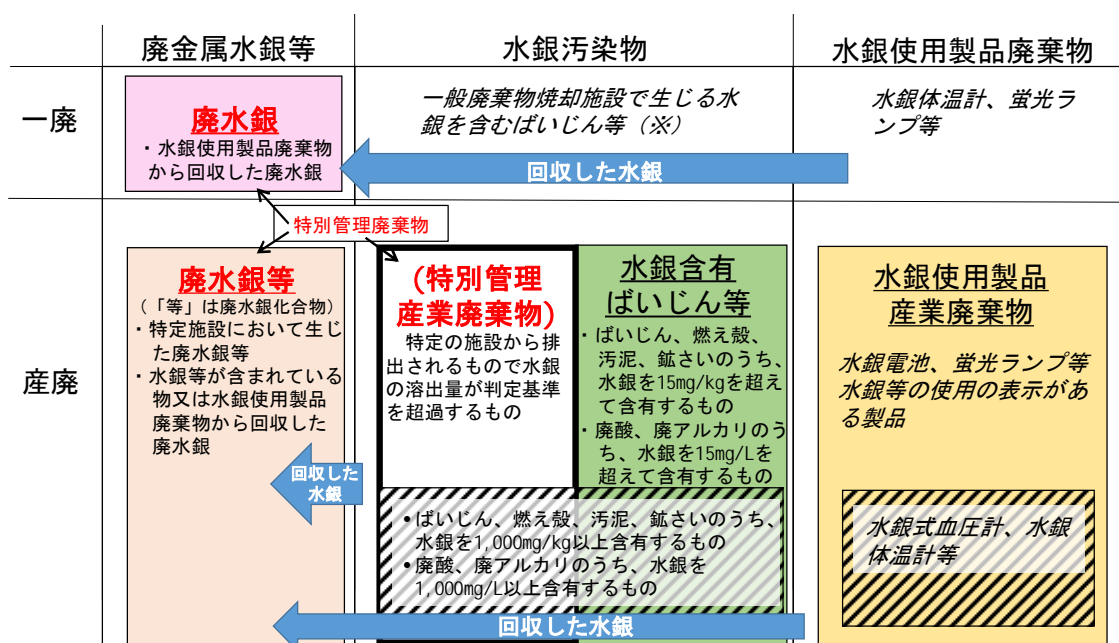 廃金属水銀等
水銀汚染物
水銀使用製品廃棄物
一廃
廃水銀
・水銀使用製品廃棄物
から回収した廃水銀
一般廃棄物焼却施設で生じる水
銀を含むばいじん等（※）
水銀体温計、蛍光ラ
ンプ等
回収した水銀
特別管理廃棄物
産廃
廃水銀等
（「等」は廃水銀化合物）
・特定施設において生じ
た廃水銀等
・水銀等が含まれている
物又は水銀使用製品
廃棄物から回収した
廃水銀
回収した
水銀
(特別管理
産業廃棄物)
特定の施設から排
出されるもので水銀
の溶出量が判定基準
を超過するもの
水銀含有
ばいじん等
・ばいじん、燃え殻、
汚泥、鉱さいのうち、
水銀を15mg/kgを超え
て含有するもの
・廃酸、廃アルカリのう
ち、水銀を15mg/Lを
超えて含有するもの
•ばいじん、燃え殻、汚泥、鉱さいのうち、
水銀を1,000mg/kg以上含有するもの
•廃酸、廃アルカリのうち、水銀を
1,000mg/L以上含有するもの
水銀使用製品
産業廃棄物
水銀電池、蛍光ランプ等
水銀等の使用の表示があ
る製品
水銀式血圧計、水銀
体温計等
回収した水銀